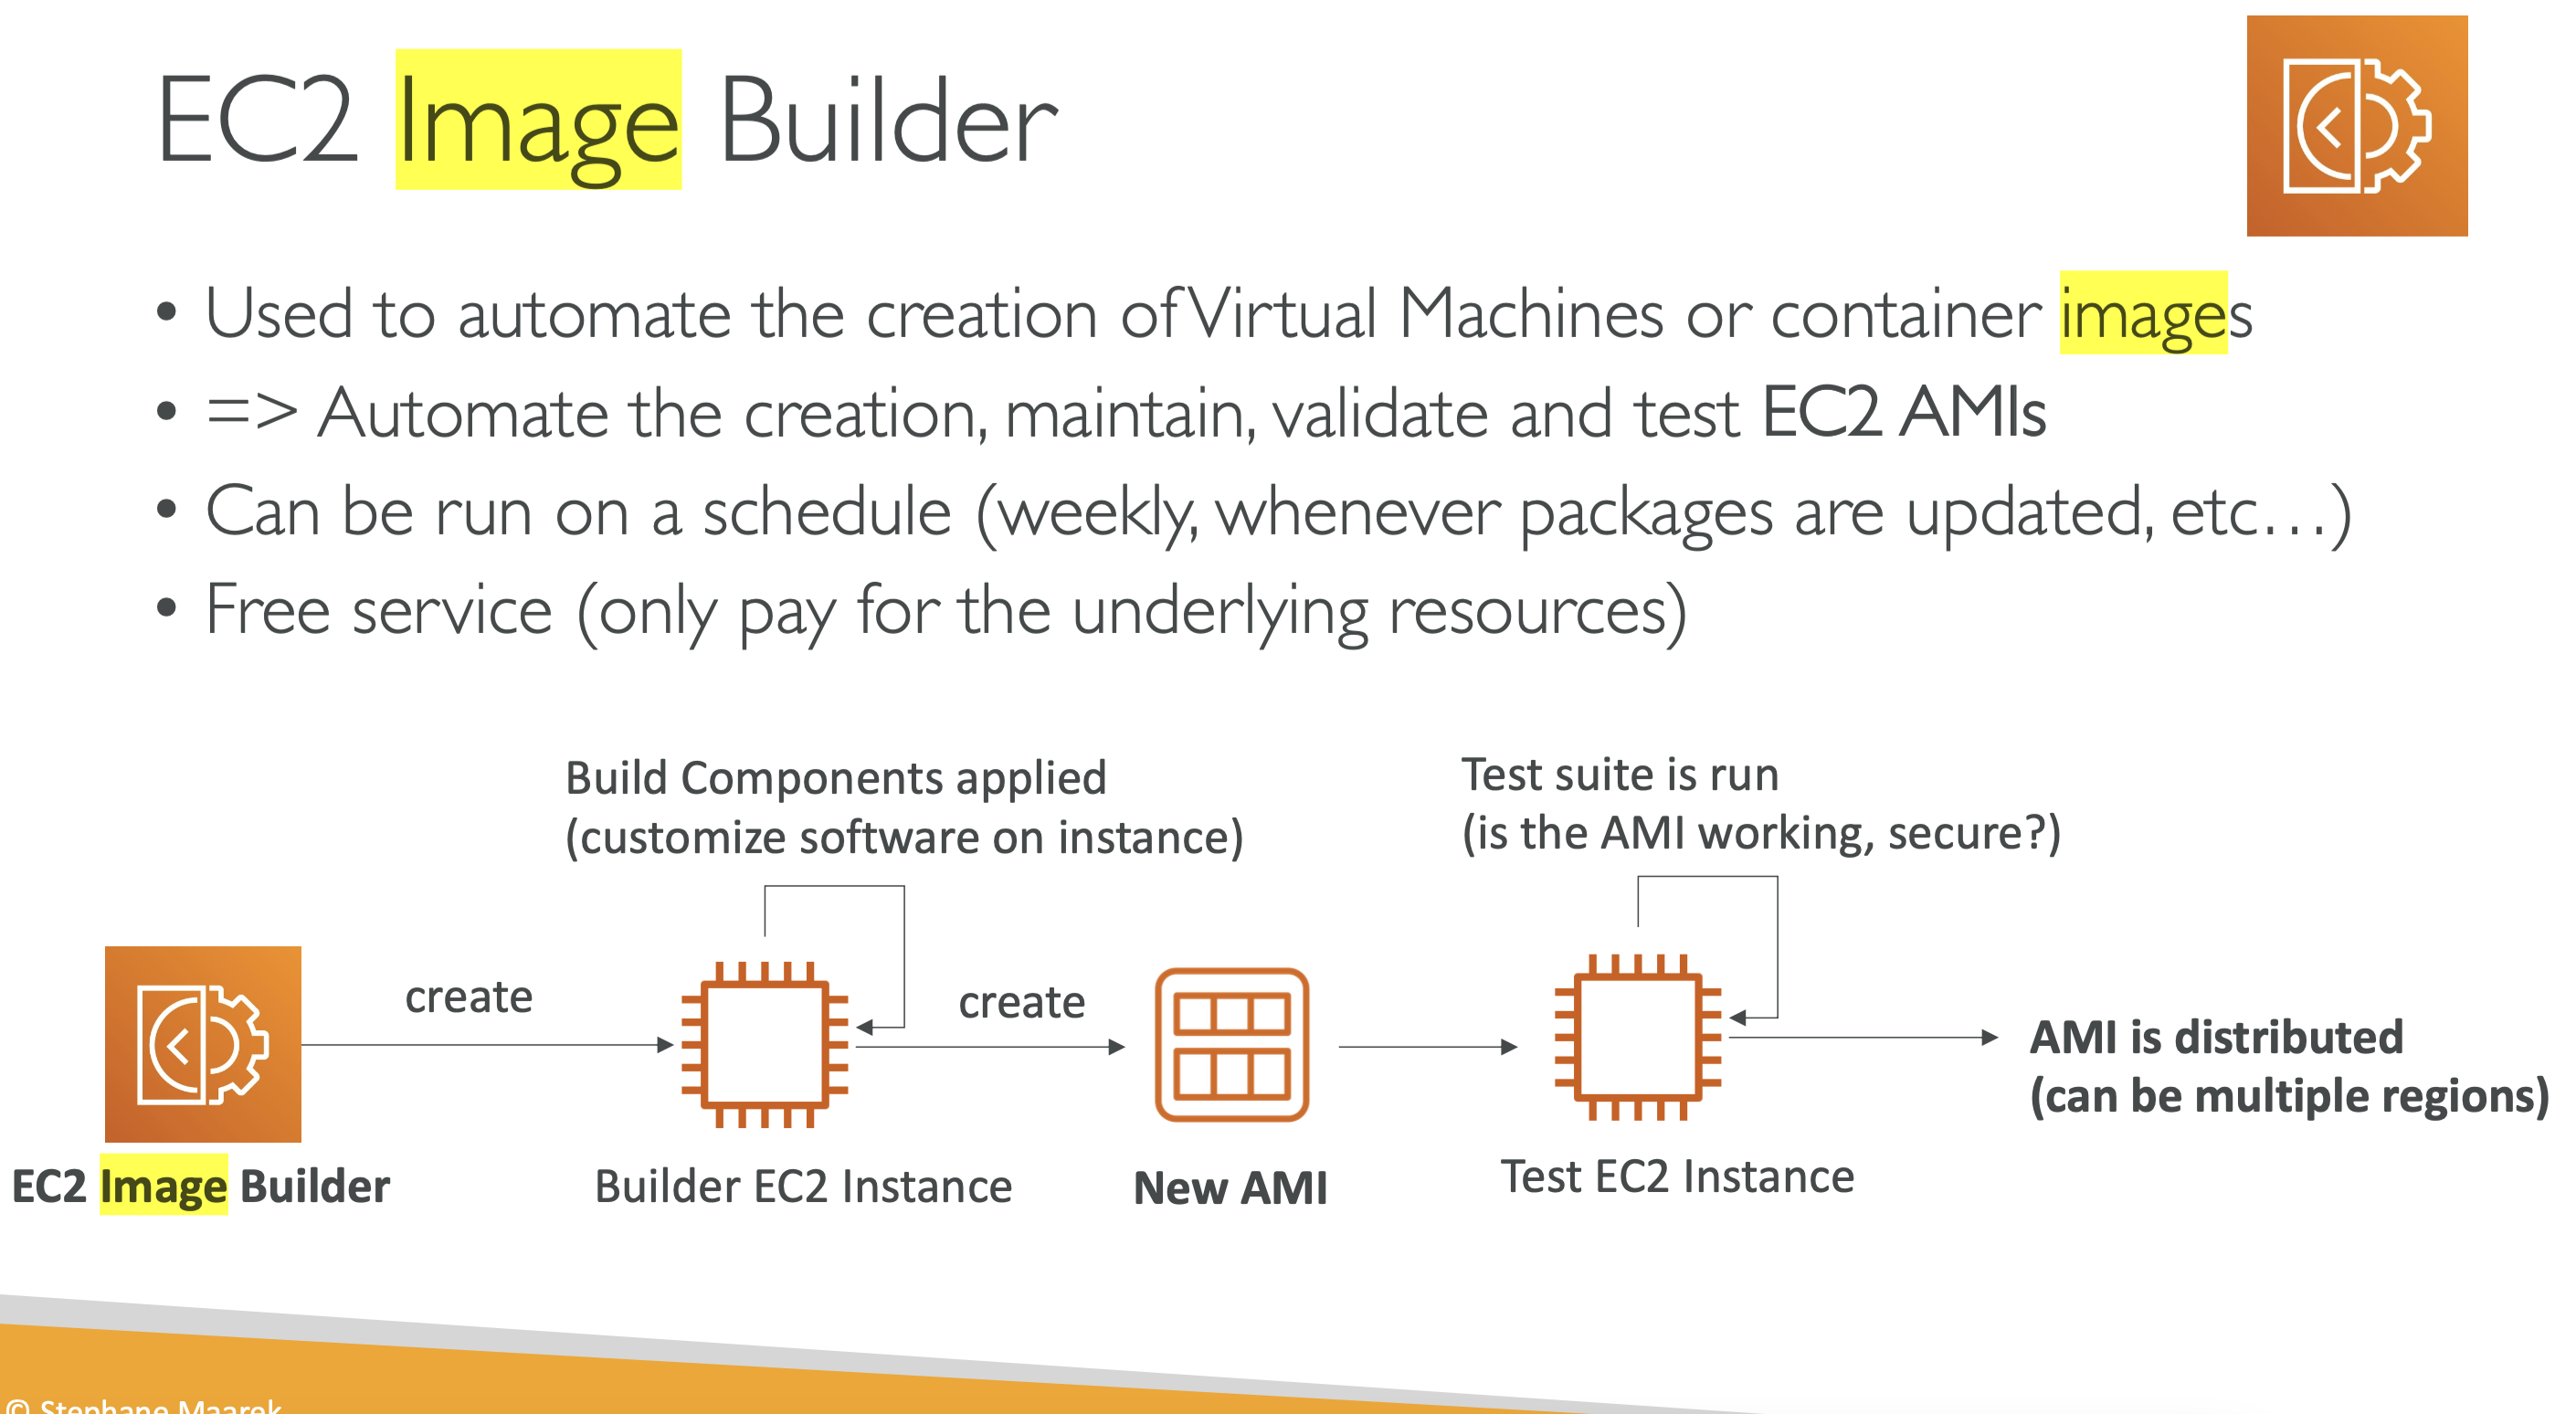 EC2 Image Builder
• Used to automate the creation of Virtual Machines or container images
• => Automate the creation, maintain, validate and test EC2 AMIs
• Can be run on a schedule (weekly, whenever packages are updated, etc…)
• Free service (only pay for the underlying resources)
Build Components applied
(customize software on instance)
Test suite is run
(is the AMI working, secure?)
create
create
AMI is distributed
(can be multiple regions)
EC2 Image Builder
Builder EC2 Instance
New AMI
Test EC2 Instance
© Stephane Maarek